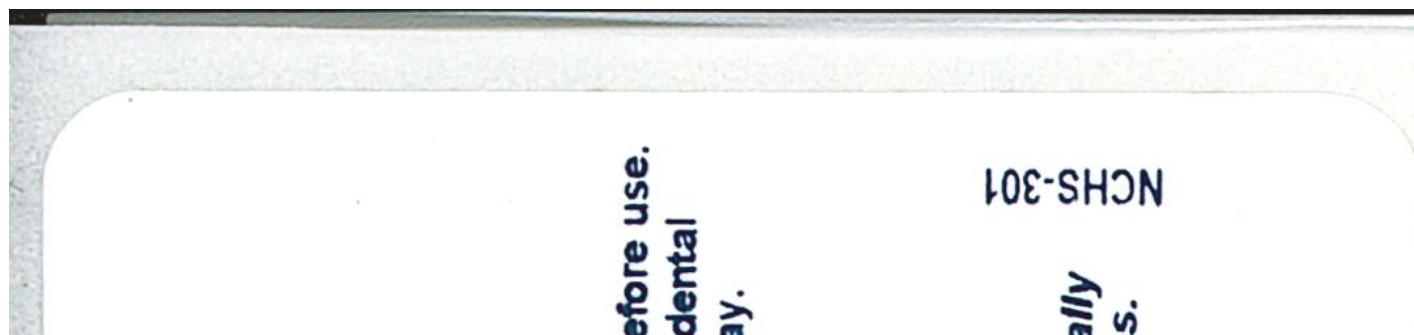 efore use.
dental
ay.
ally
s.
NCHS-301